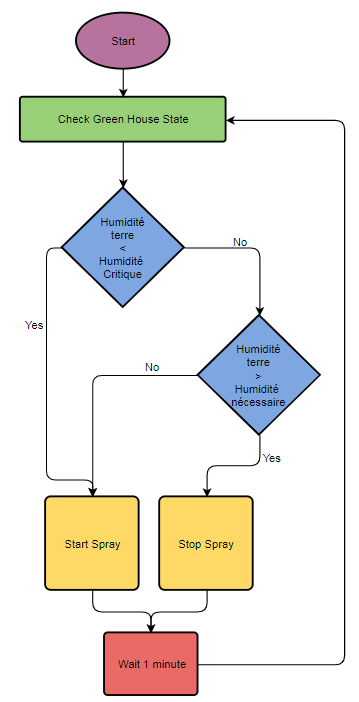 Start
Check Green House State
Humidité
terre
<
Humidité
Critique
No
Yes
Humidité
terre
>
Humidité
nécessaire
No
Yes
Start Spray
Stop Spray
Wait 1 minute